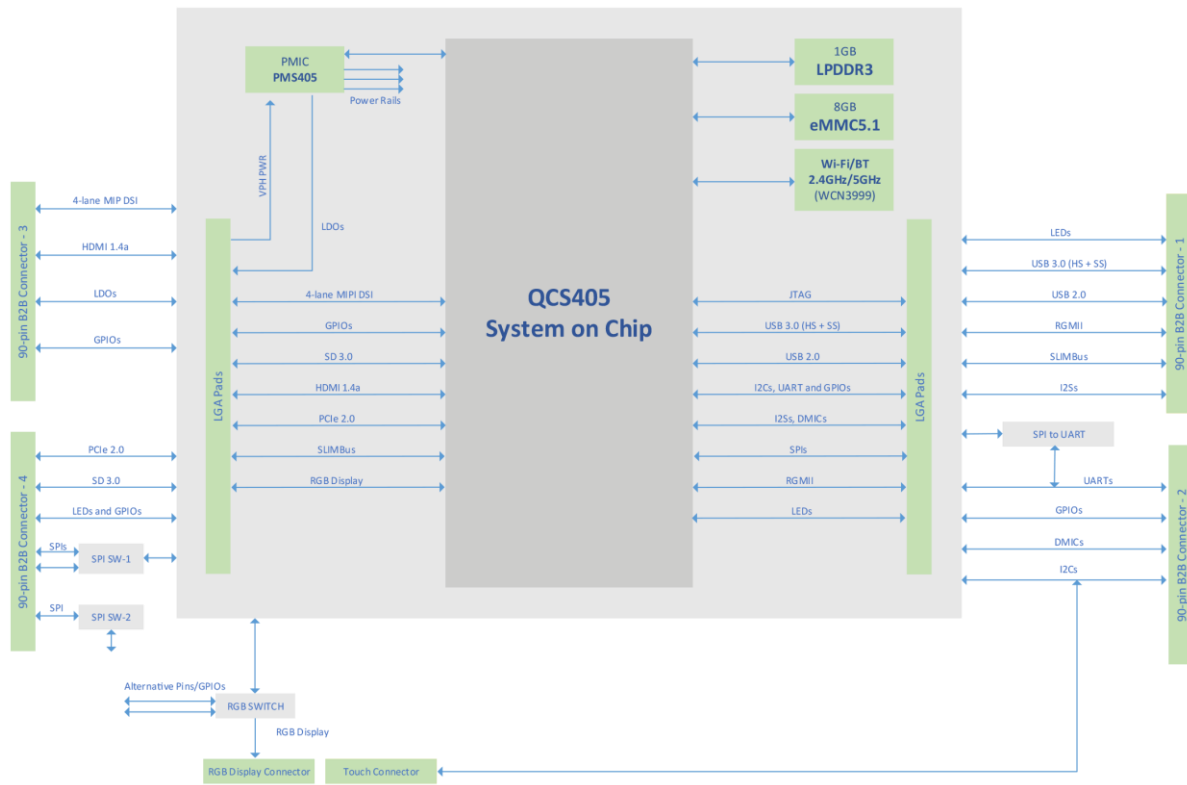 PMIC
PMS405
Power Rails
VPH PWR
LDOs
1GB
LPDDR3
8GB
eMMC5.1
Wi-Fi/BT
2.4GHz/5GHz
(WCN3999)
QCS405
System on Chip
90-pin B2B Connector - 3
4-lane MIP DSI
HDMI 1.4a
LDOs
GPIOs
90-pin B2B Connector - 4
PCIe 2.0
SD 3.0
LEDs and GPIOs
SPIs
SPI SW-1
SPI
SPI SW-2
LGA Pads
4-lane MIPI DSI
GPIOs
SD 3.0
HDMI 1.4a
PCIe 2.0
SLIMBus
RGB Display
JTAG
USB 3.0 (HS + SS)
USB 2.0
I2Cs, UART and GPIOs
I2Ss, DMICs
SPIs
RGMII
LEDs
LGA Pads
LEDs
USB 3.0 (HS + SS)
USB 2.0
RGMII
SLIMBus
I2Ss
90-pin B2B Connector - 1
SPI to UART
UARTs
GPIOs
DMICs
I2Cs
90-pin B2B Connector - 2
Alternative Pins/GPIOs
RGB SWITCH
RGB Display
RGB Display Connector
Touch Connector